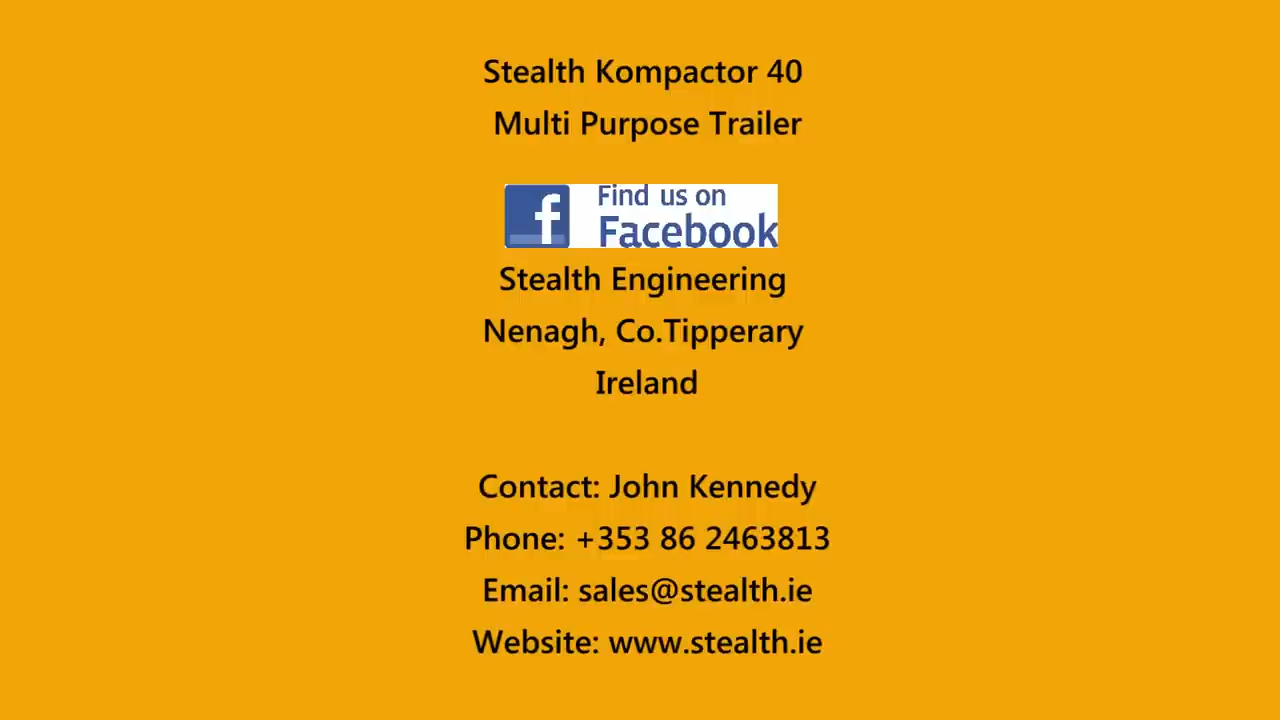 Stealth Kompactor 40
Multi Purpose Trailer
f Find us on
Facebook
Stealth Engineering
Nenagh, Co.Tipperary
Ireland
Contact: John Kennedy
Phone: +353 86 2463813
Email: sales@stealth.ie
Website: www.stealth.ie